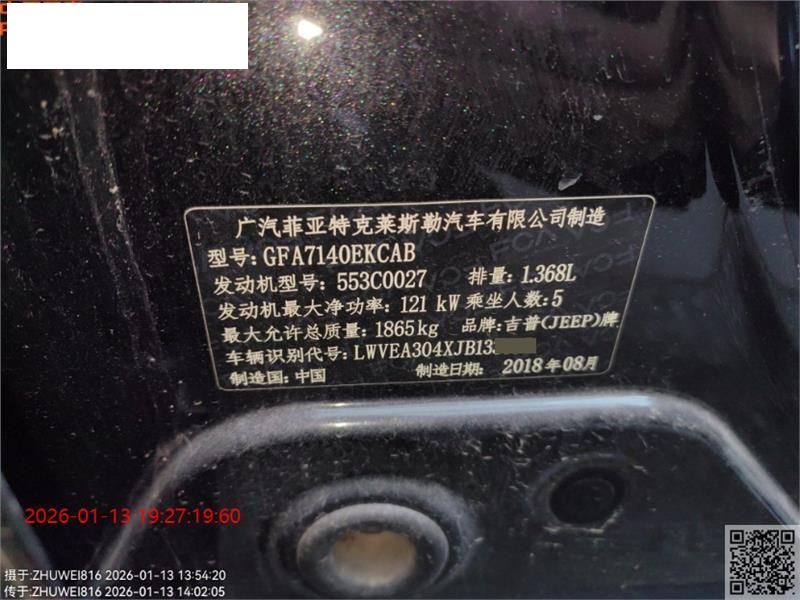 广汽菲亚特克莱斯勒汽车有限公司制造
型号: GFA7140EKCAB
发动机型号: 553C0027 排量: 1.368L
发动机最大净功率: 121 kW 乘坐人数: 5
最大允许总质量: 1865kg 品牌: 吉普(JEEP)牌
车辆识别代号: LWVEA304XJB13
制造国: 中国 制造日期: 2018年08月
2026-01-13 19:27:19:60
摄于:ZHUWEI816 2026-01-13 13:54:20
传于:ZHUWEI816 2026-01-13 14:02:05